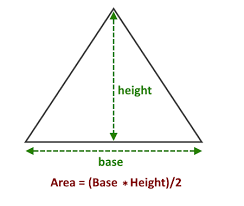 height
base
Area = (Base * Height)/2